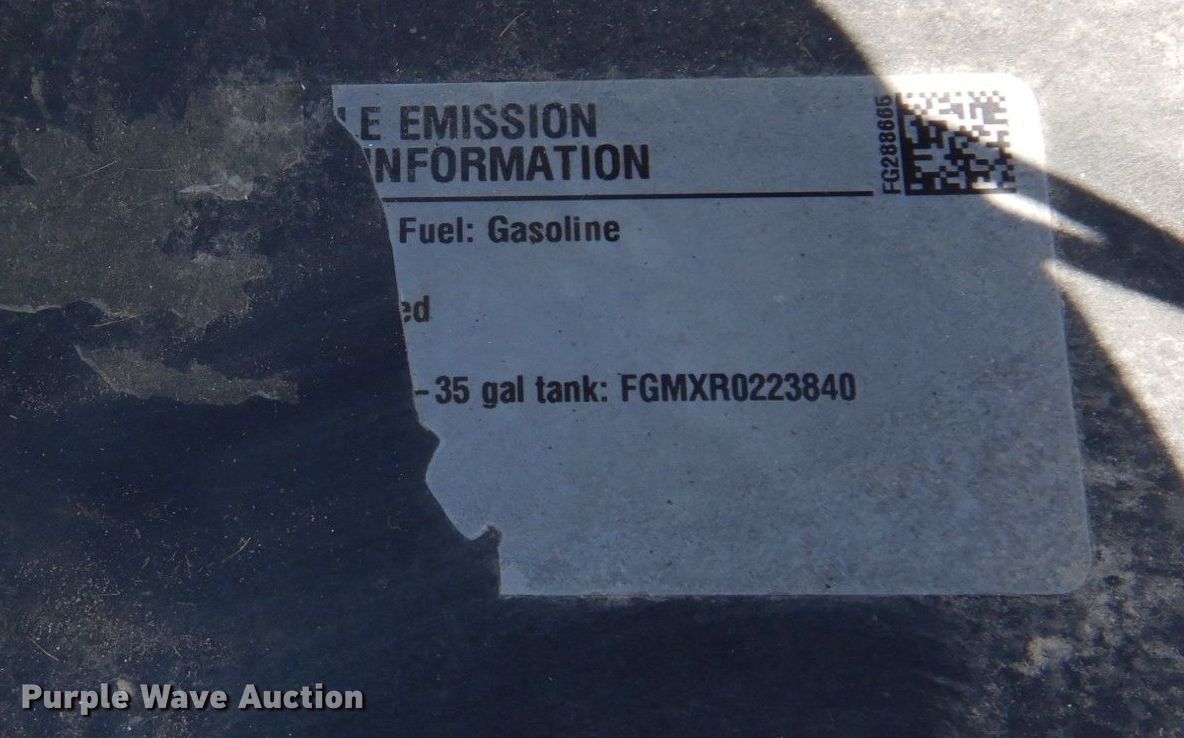 LE EMISSION
INFORMATION
FG288665
Fuel: Gasoline
ed
-35 gal tank: FGMXR0223840
Purple Wave Auction